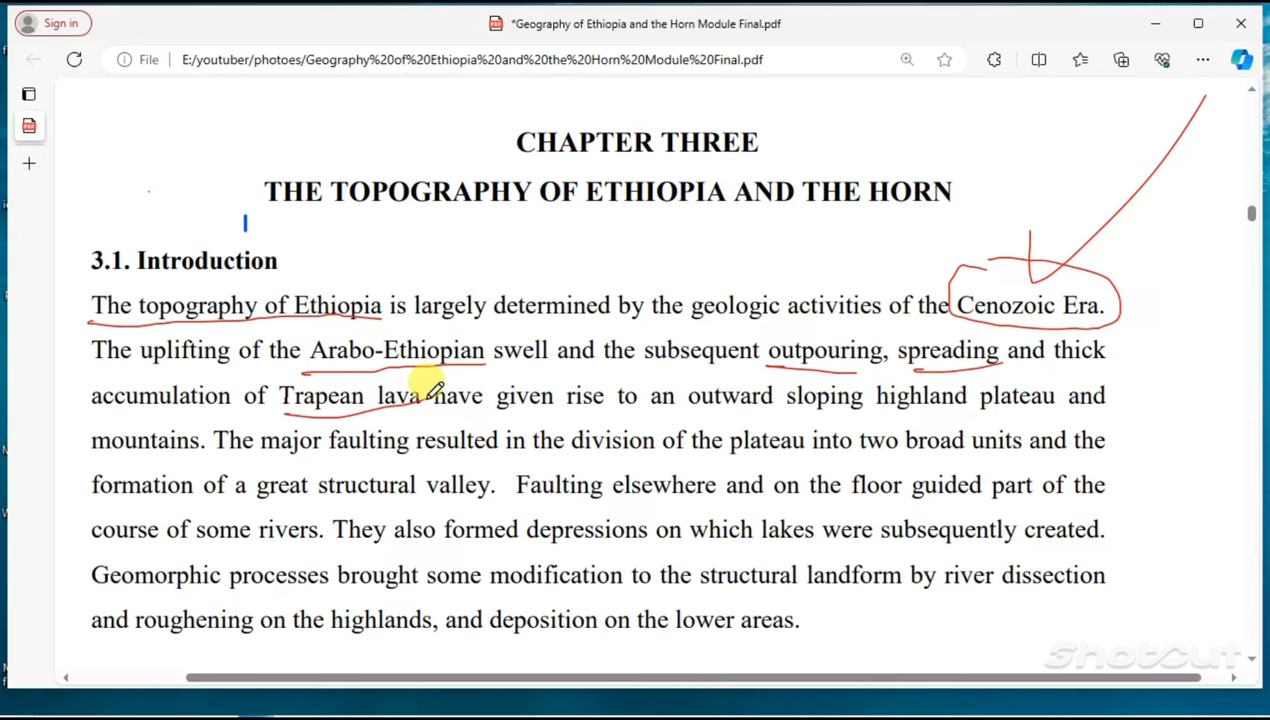 Sign in
*Geography of Ethiopia and the Horn Module Final.pdf
File
E:/youtuber/photoes/Geography%20of%20Ethiopia%20and%20the%20Horn%20Module%20Final.pdf
CHAPTER THREE
THE TOPOGRAPHY OF ETHIOPIA AND THE HORN
3.1. Introduction
The topography of Ethiopia is largely determined by the geologic activities of the Cenozoic Era.
The uplifting of the Arabo-Ethiopian swell and the subsequent outpouring, spreading and thick
accumulation of Trapean lava have given rise to an outward sloping highland plateau and
mountains. The major faulting resulted in the division of the plateau into two broad units and the
formation of a great structural valley. Faulting elsewhere and on the floor guided part of the
course of some rivers. They also formed depressions on which lakes were subsequently created.
Geomorphic processes brought some modification to the structural landform by river dissection
and roughening on the highlands, and deposition on the lower areas.
Shotcut